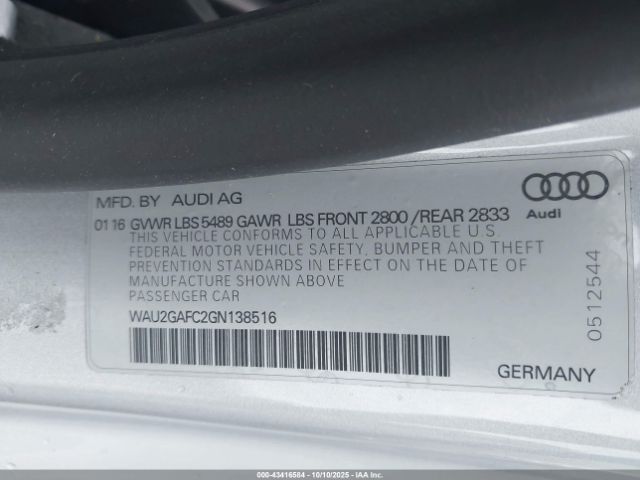 MFD. BY AUDI AG
01 16 GVWR LBS 5489 GAWR LBS FRONT 2800 / REAR 2833
THIS VEHICLE CONFORMS TO ALL APPLICABLE U.S.
FEDERAL MOTOR VEHICLE SAFETY, BUMPER AND THEFT
PREVENTION STANDARDS IN EFFECT ON THE DATE OF
MANUFACTURE SHOWN ABOVE
PASSENGER CAR
WAU2GAFC2GN138516
Audi
0512544
GERMANY
000-43416584 - 10/10/2025 - IAAI.COM